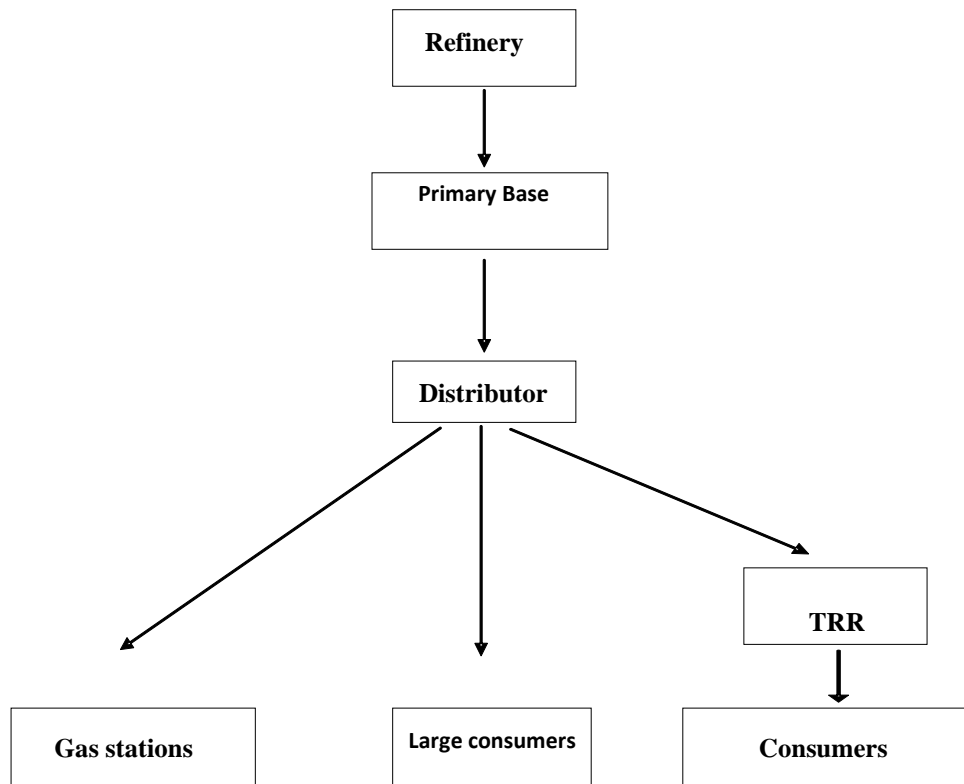 Refinery
Primary Base
Distributor
TRR
Gas stations
Large consumers
Consumers